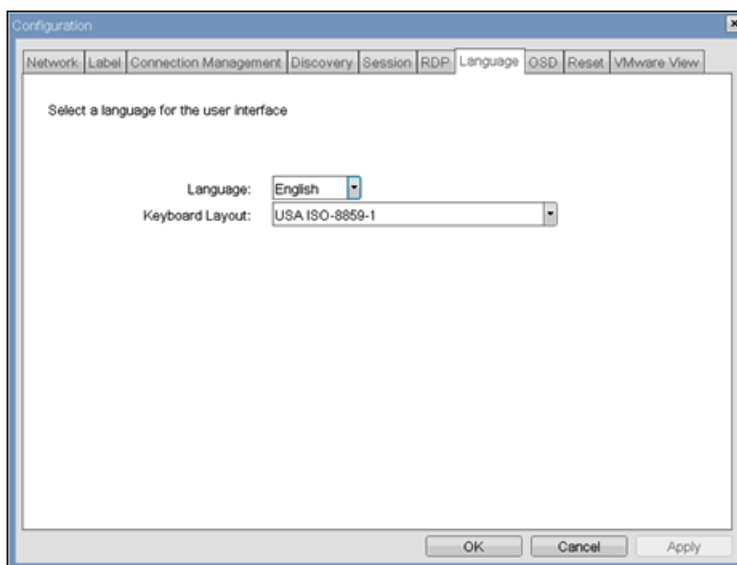 Configuration
Network Label Connection Management Discovery Session RDP Language OSD Reset VMware View
Select a language for the user interface
Language: English
Keyboard Layout: USA ISO-8859-1
OK Cancel Apply